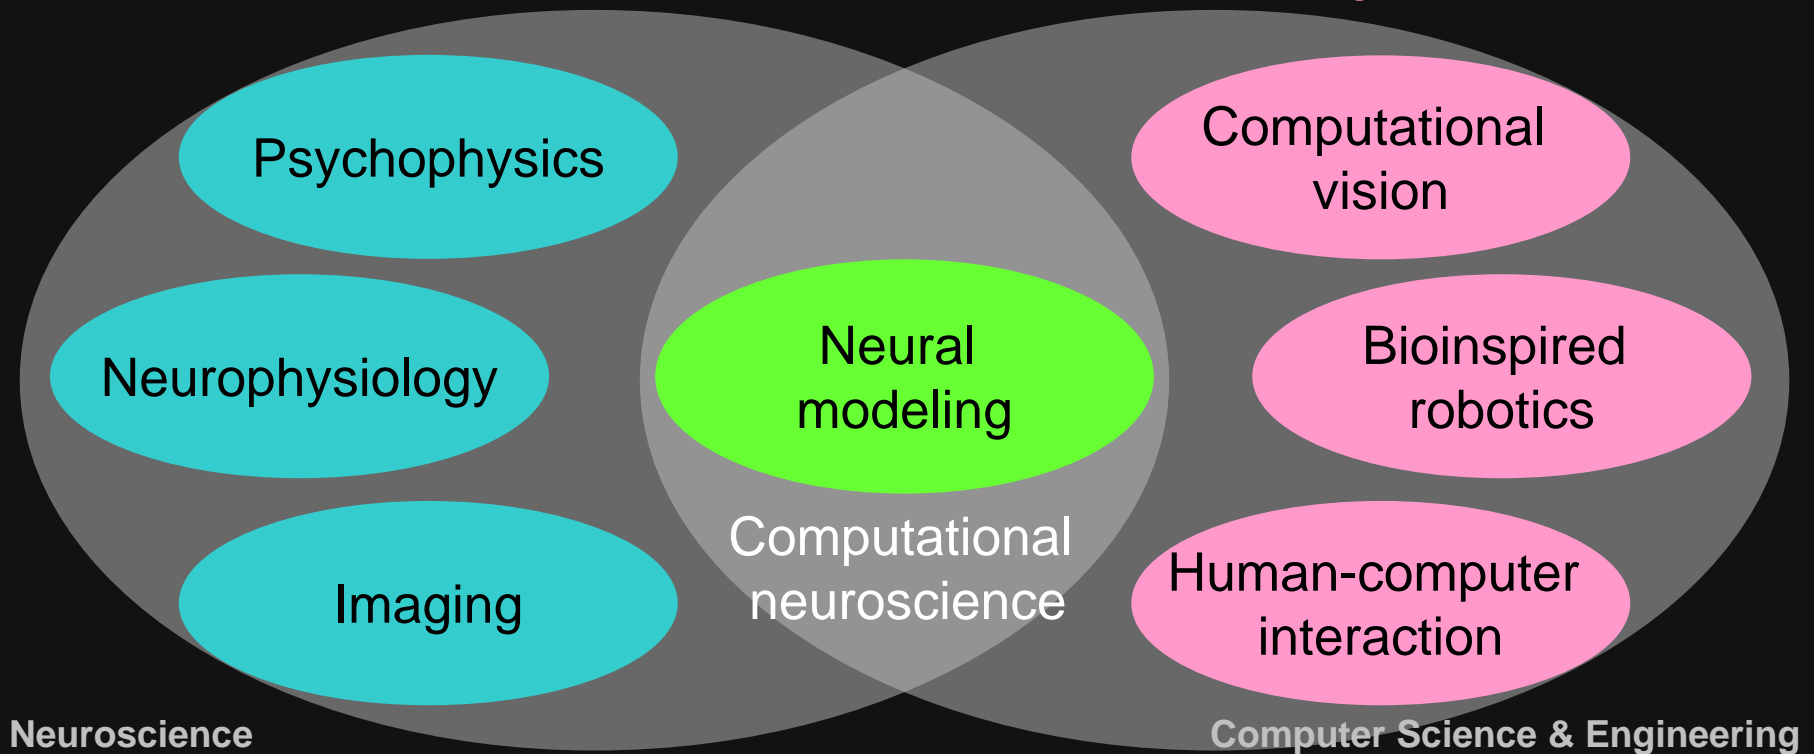 Psychophysics
Neurophysiology
Imaging
Neural
modeling
Computational
neuroscience
Computational
vision
Bioinspired
robotics
Human-computer
interaction
Neuroscience
Computer Science & Engineering